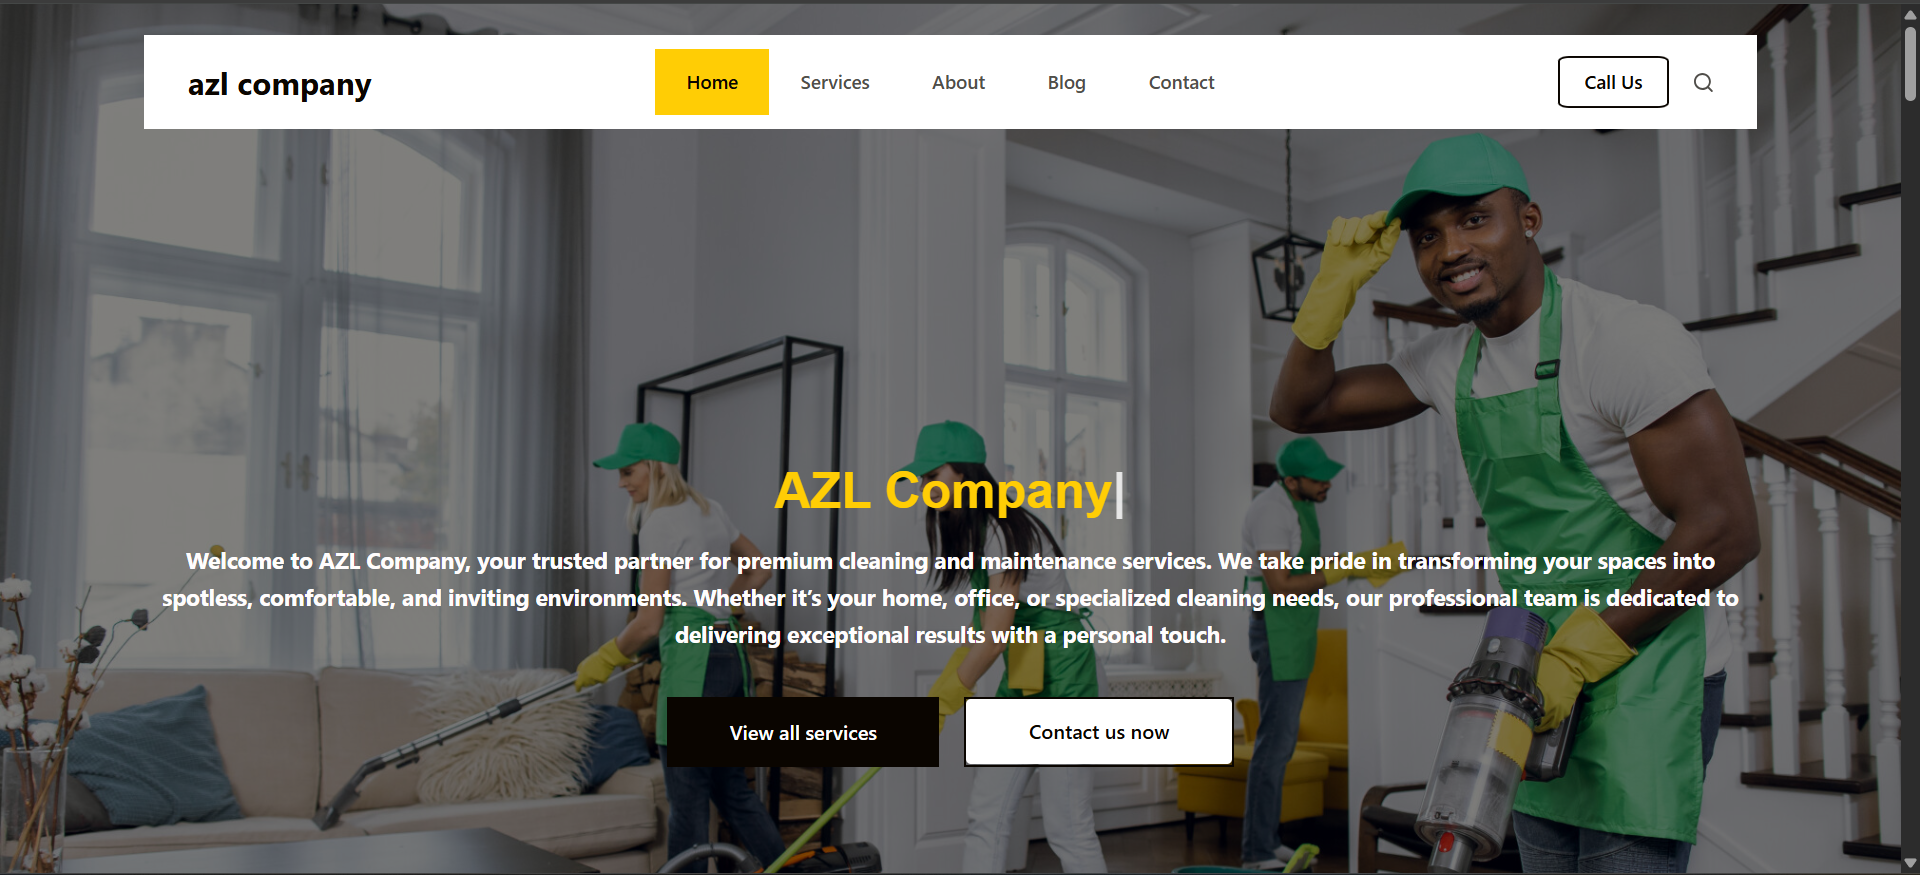 azl company
Home Services About Blog Contact
Call Us
AZL Company
Welcome to AZL Company, your trusted partner for premium cleaning and maintenance services. We take pride in transforming your spaces into
spotless, comfortable, and inviting environments. Whether it’s your home, office, or specialized cleaning needs, our professional team is dedicated to
delivering exceptional results with a personal touch.
View all services
Contact us now